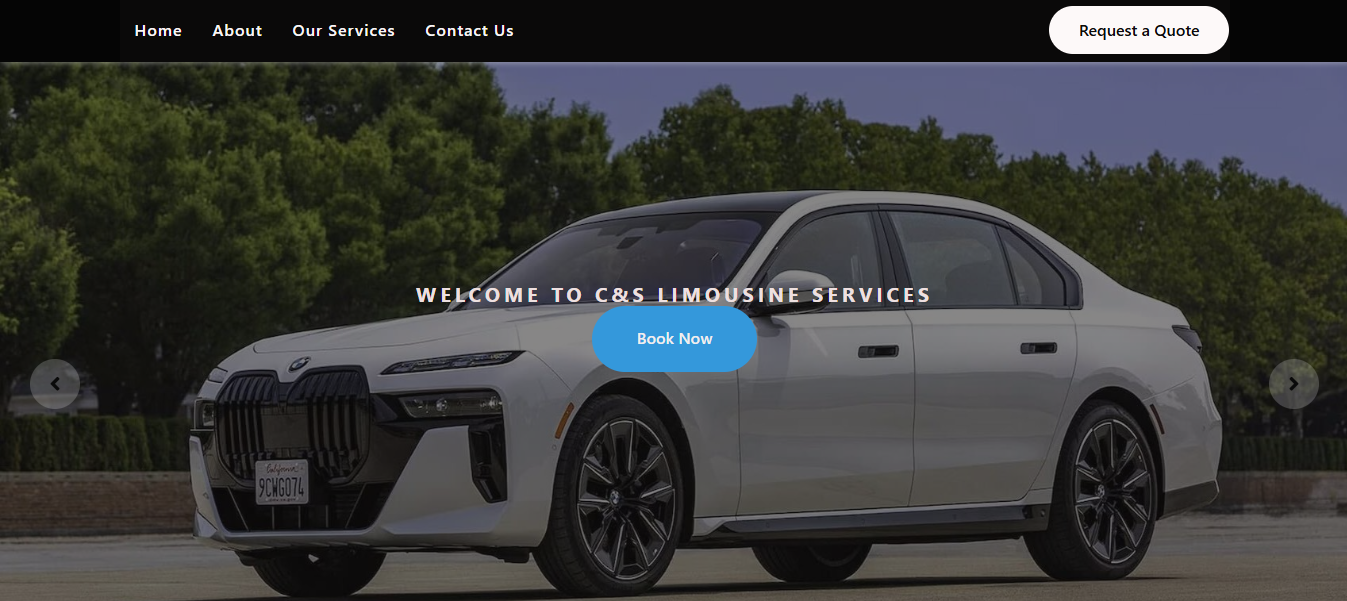 Home About Our Services Contact Us Request a Quote
WELCOME TO C&S LIMOUSINE SERVICES
Book Now
California
9CWG074